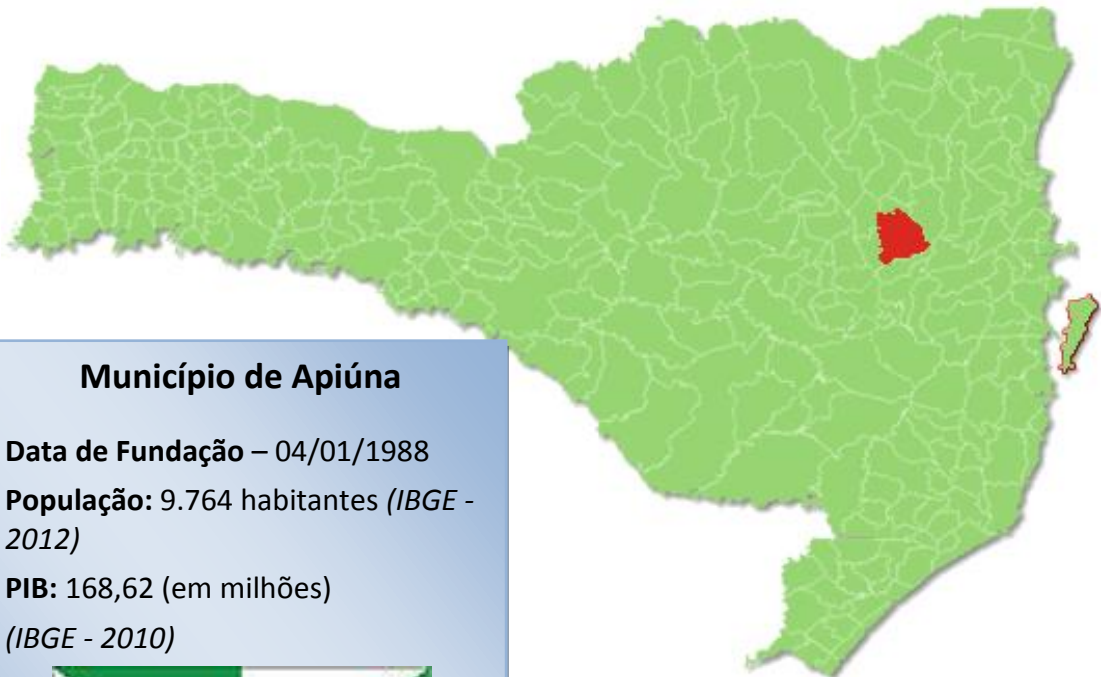 Município de Apiúna
Data de Fundação – 04/01/1988
População: 9.764 habitantes (IBGE -
2012)
PIB: 168,62 (em milhões)
(IBGE - 2010)